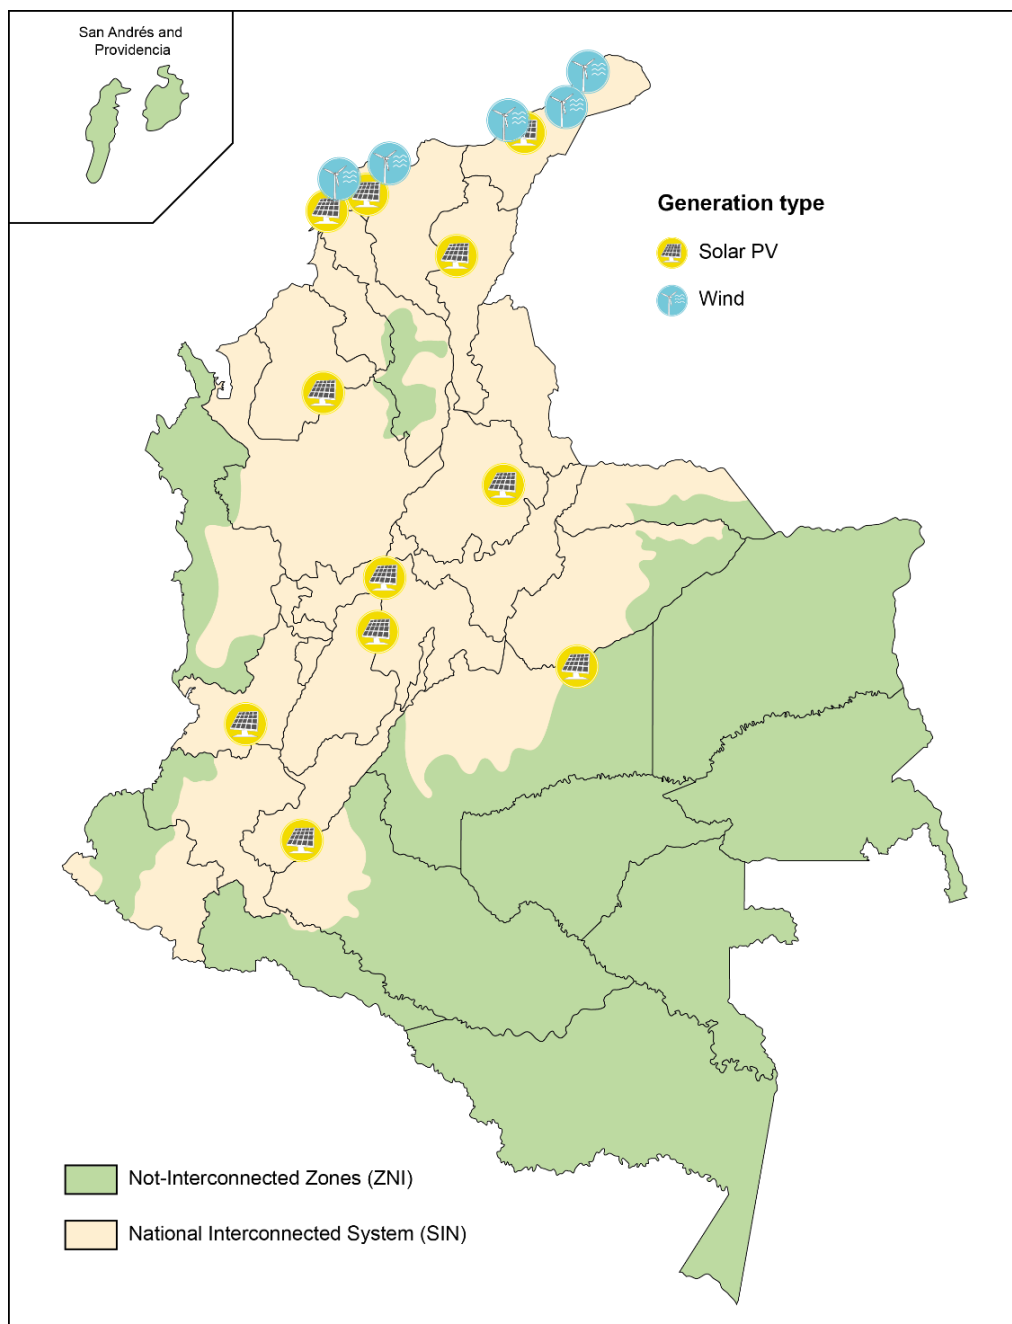 San Andrés and
Providencia
Generation type
Solar PV
Wind
Not-Interconnected Zones (ZNI)
National Interconnected System (SIN)